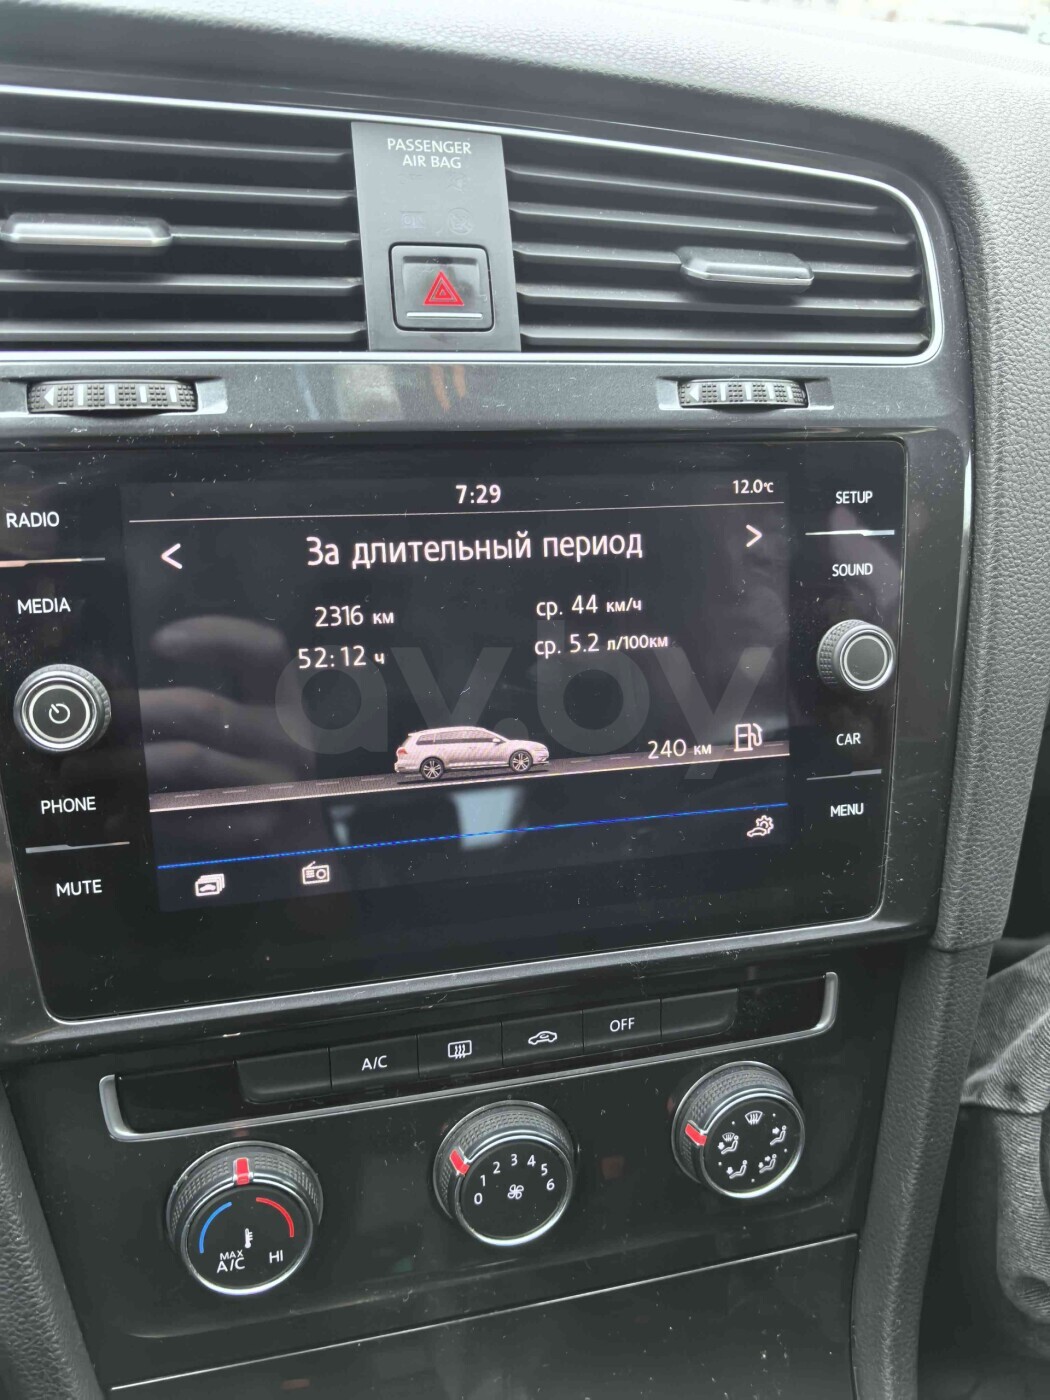 PASSENGER
AIR BAG
7:29
12.0°C
RADIO
MEDIA
PHONE
MUTE
SETUP
SOUND
CAR
MENU
За длительный период
2316 км
ср. 44 км/ч
52:12 ч
ср. 5.2 л/100км
240 км
av.by
A/C
OFF
MAX
A/C
HI
0 1 2 3 4 5 6